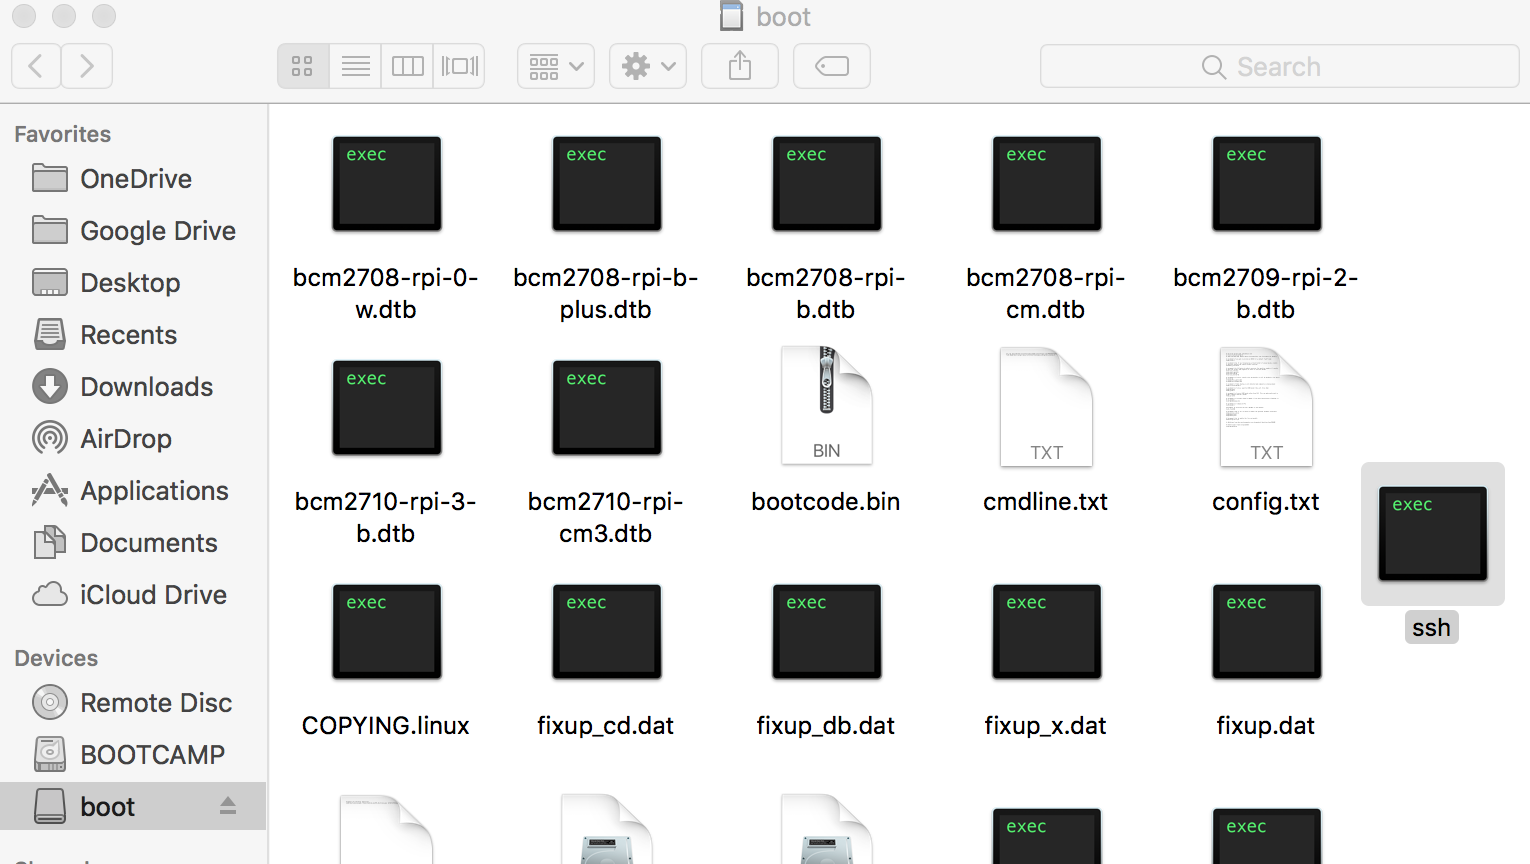 boot
Search
Favorites
OneDrive
Google Drive
Desktop
Recents
Downloads
AirDrop
Applications
Documents
iCloud Drive
Devices
Remote Disc
BOOTCAMP
boot
exec
exec
exec
exec
exec
bcm2708-rpi-0-
w.dtb
bcm2708-rpi-b-
plus.dtb
bcm2708-rpi-
b.dtb
bcm2708-rpi-
cm.dtb
bcm2709-rpi-2-
b.dtb
exec
exec
BIN
TXT
TXT
bcm2710-rpi-3-
b.dtb
bcm2710-rpi-
cm3.dtb
bootcode.bin
cmdline.txt
config.txt
exec
ssh
exec
exec
exec
exec
exec
COPYING.linux
fixup_cd.dat
fixup_db.dat
fixup_x.dat
fixup.dat
exec
exec